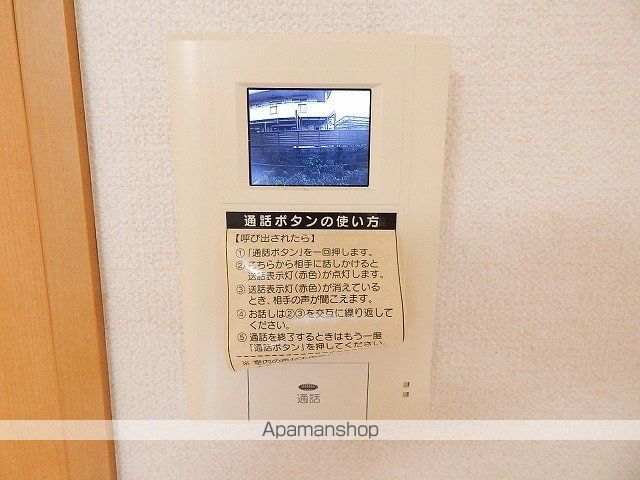 通話ボタンの使い方
【呼び出されたら】
①「通話ボタン」を一回押します。
②こちらから相手に話しかけると
送話表示灯(赤色)が点灯します。
③送話表示灯(赤色)が消えている
とき、相手の声が聞こえます。
④お話しは②③を交互に繰り返して
ください。
⑤通話を終了するときはもう一度
「通話ボタン」を押してください。
通話
Apamanshop